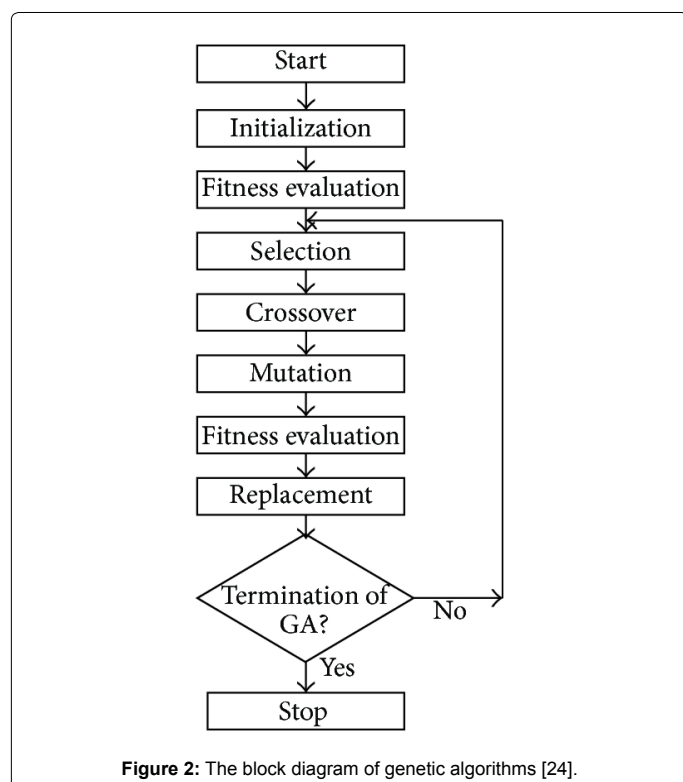 Start
Initialization
Fitness evaluation
Selection
Crossover
Mutation
Fitness evaluation
Replacement
Termination of
GA?
No
Yes
Stop
Figure 2: The block diagram of genetic algorithms [24].